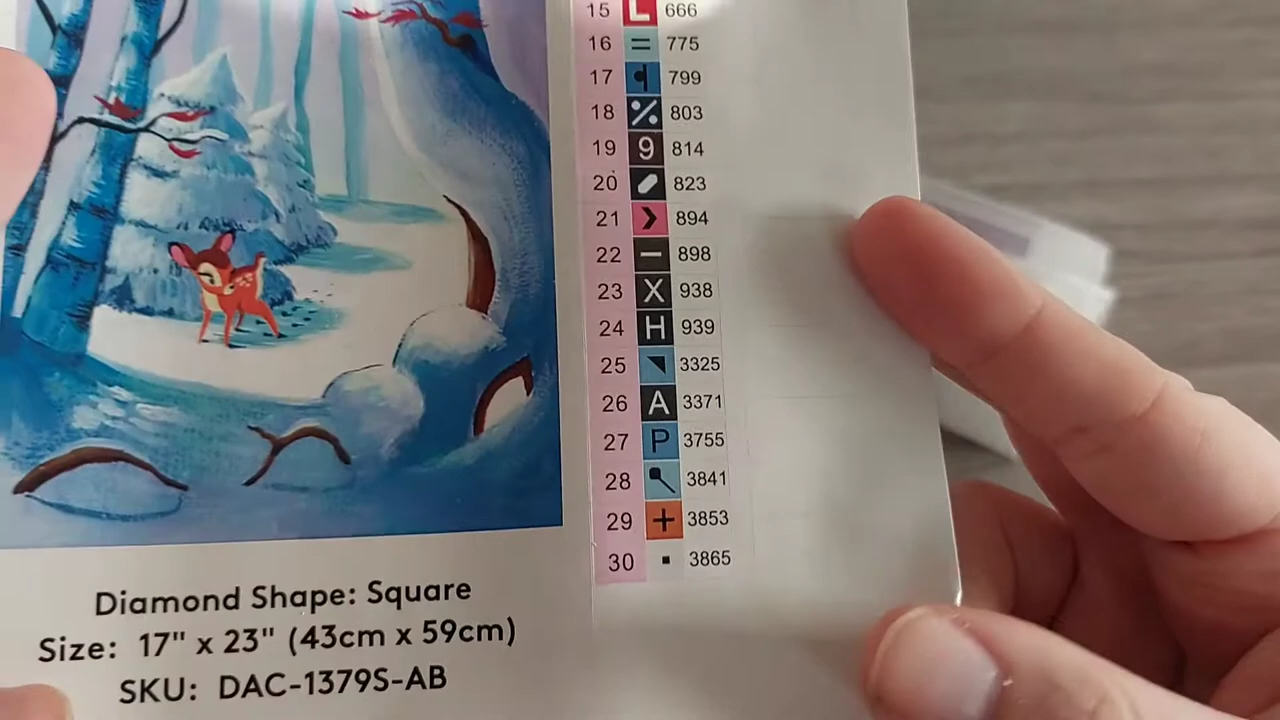 15 L 666
16 = 775
17 799
18 % 803
19 9 814
20 823
21 894
22 − 898
23 X 938
24 H 939
25 3325
26 A 3371
27 P 3755
28 3841
29 + 3853
30 3865
Diamond Shape: Square
Size: 17" x 23" (43cm x 59cm)
SKU: DAC-1379S-AB